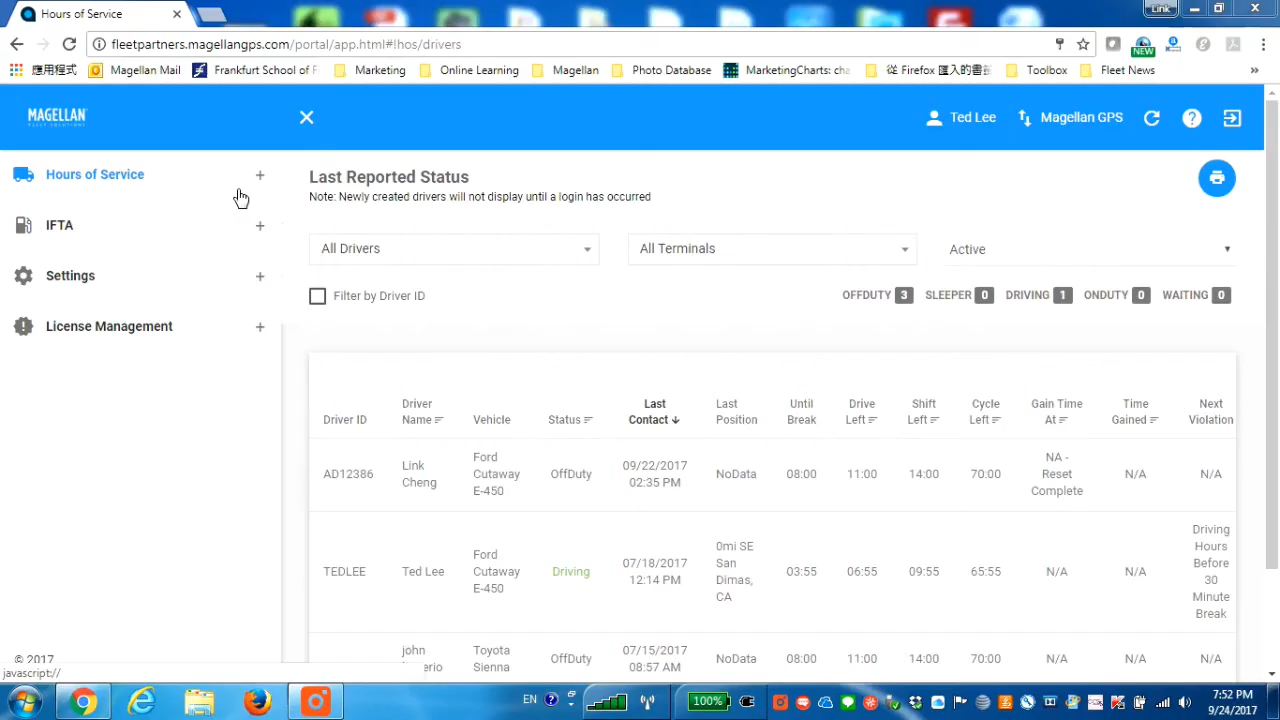 Hours of Service
Link
fleetpartners.magellangps.com/portal/app.html#!hos/drivers
NEW
應用程式
Magellan Mail
Frankfurt School of F
Marketing
Online Learning
Magellan
Photo Database
MarketingCharts: cha
從 Firefox 匯入的書籤
Toolbox
Fleet News
»
MAGELLAN
FLEET SOLUTIONS
Ted Lee
Magellan GPS
Hours of Service +
IFTA +
Settings +
License Management +
Last Reported Status
Note: Newly created drivers will not display until a login has occurred
All Drivers
All Terminals
Active
Filter by Driver ID
OFFDUTY 3 SLEEPER 0 DRIVING 1 ONDUTY 0 WAITING 0
Driver ID
Driver
Name
Vehicle
Status
Last
Contact
Last
Position
Until
Break
Drive
Left
Shift
Left
Cycle
Left
Gain Time
At
Time
Gained
Next
Violation
AD12386
Link
Cheng
Ford
Cutaway
E-450
OffDuty
09/22/2017
02:35 PM
NoData
08:00
11:00
14:00
70:00
NA -
Reset
Complete
N/A
N/A
TEDLEE
Ted Lee
Ford
Cutaway
E-450
Driving
07/18/2017
12:14 PM
0mi SE
San
Dimas,
CA
03:55
06:55
09:55
65:55
N/A
N/A
Driving
Hours
Before
30
Minute
Break
john
Toyota
Sienna
OffDuty
07/15/2017
08:57 AM
NoData
08:00
11:00
14:00
70:00
N/A
N/A
N/A
© 2017
javascript://
EN
100%
7:52 PM
9/24/2017